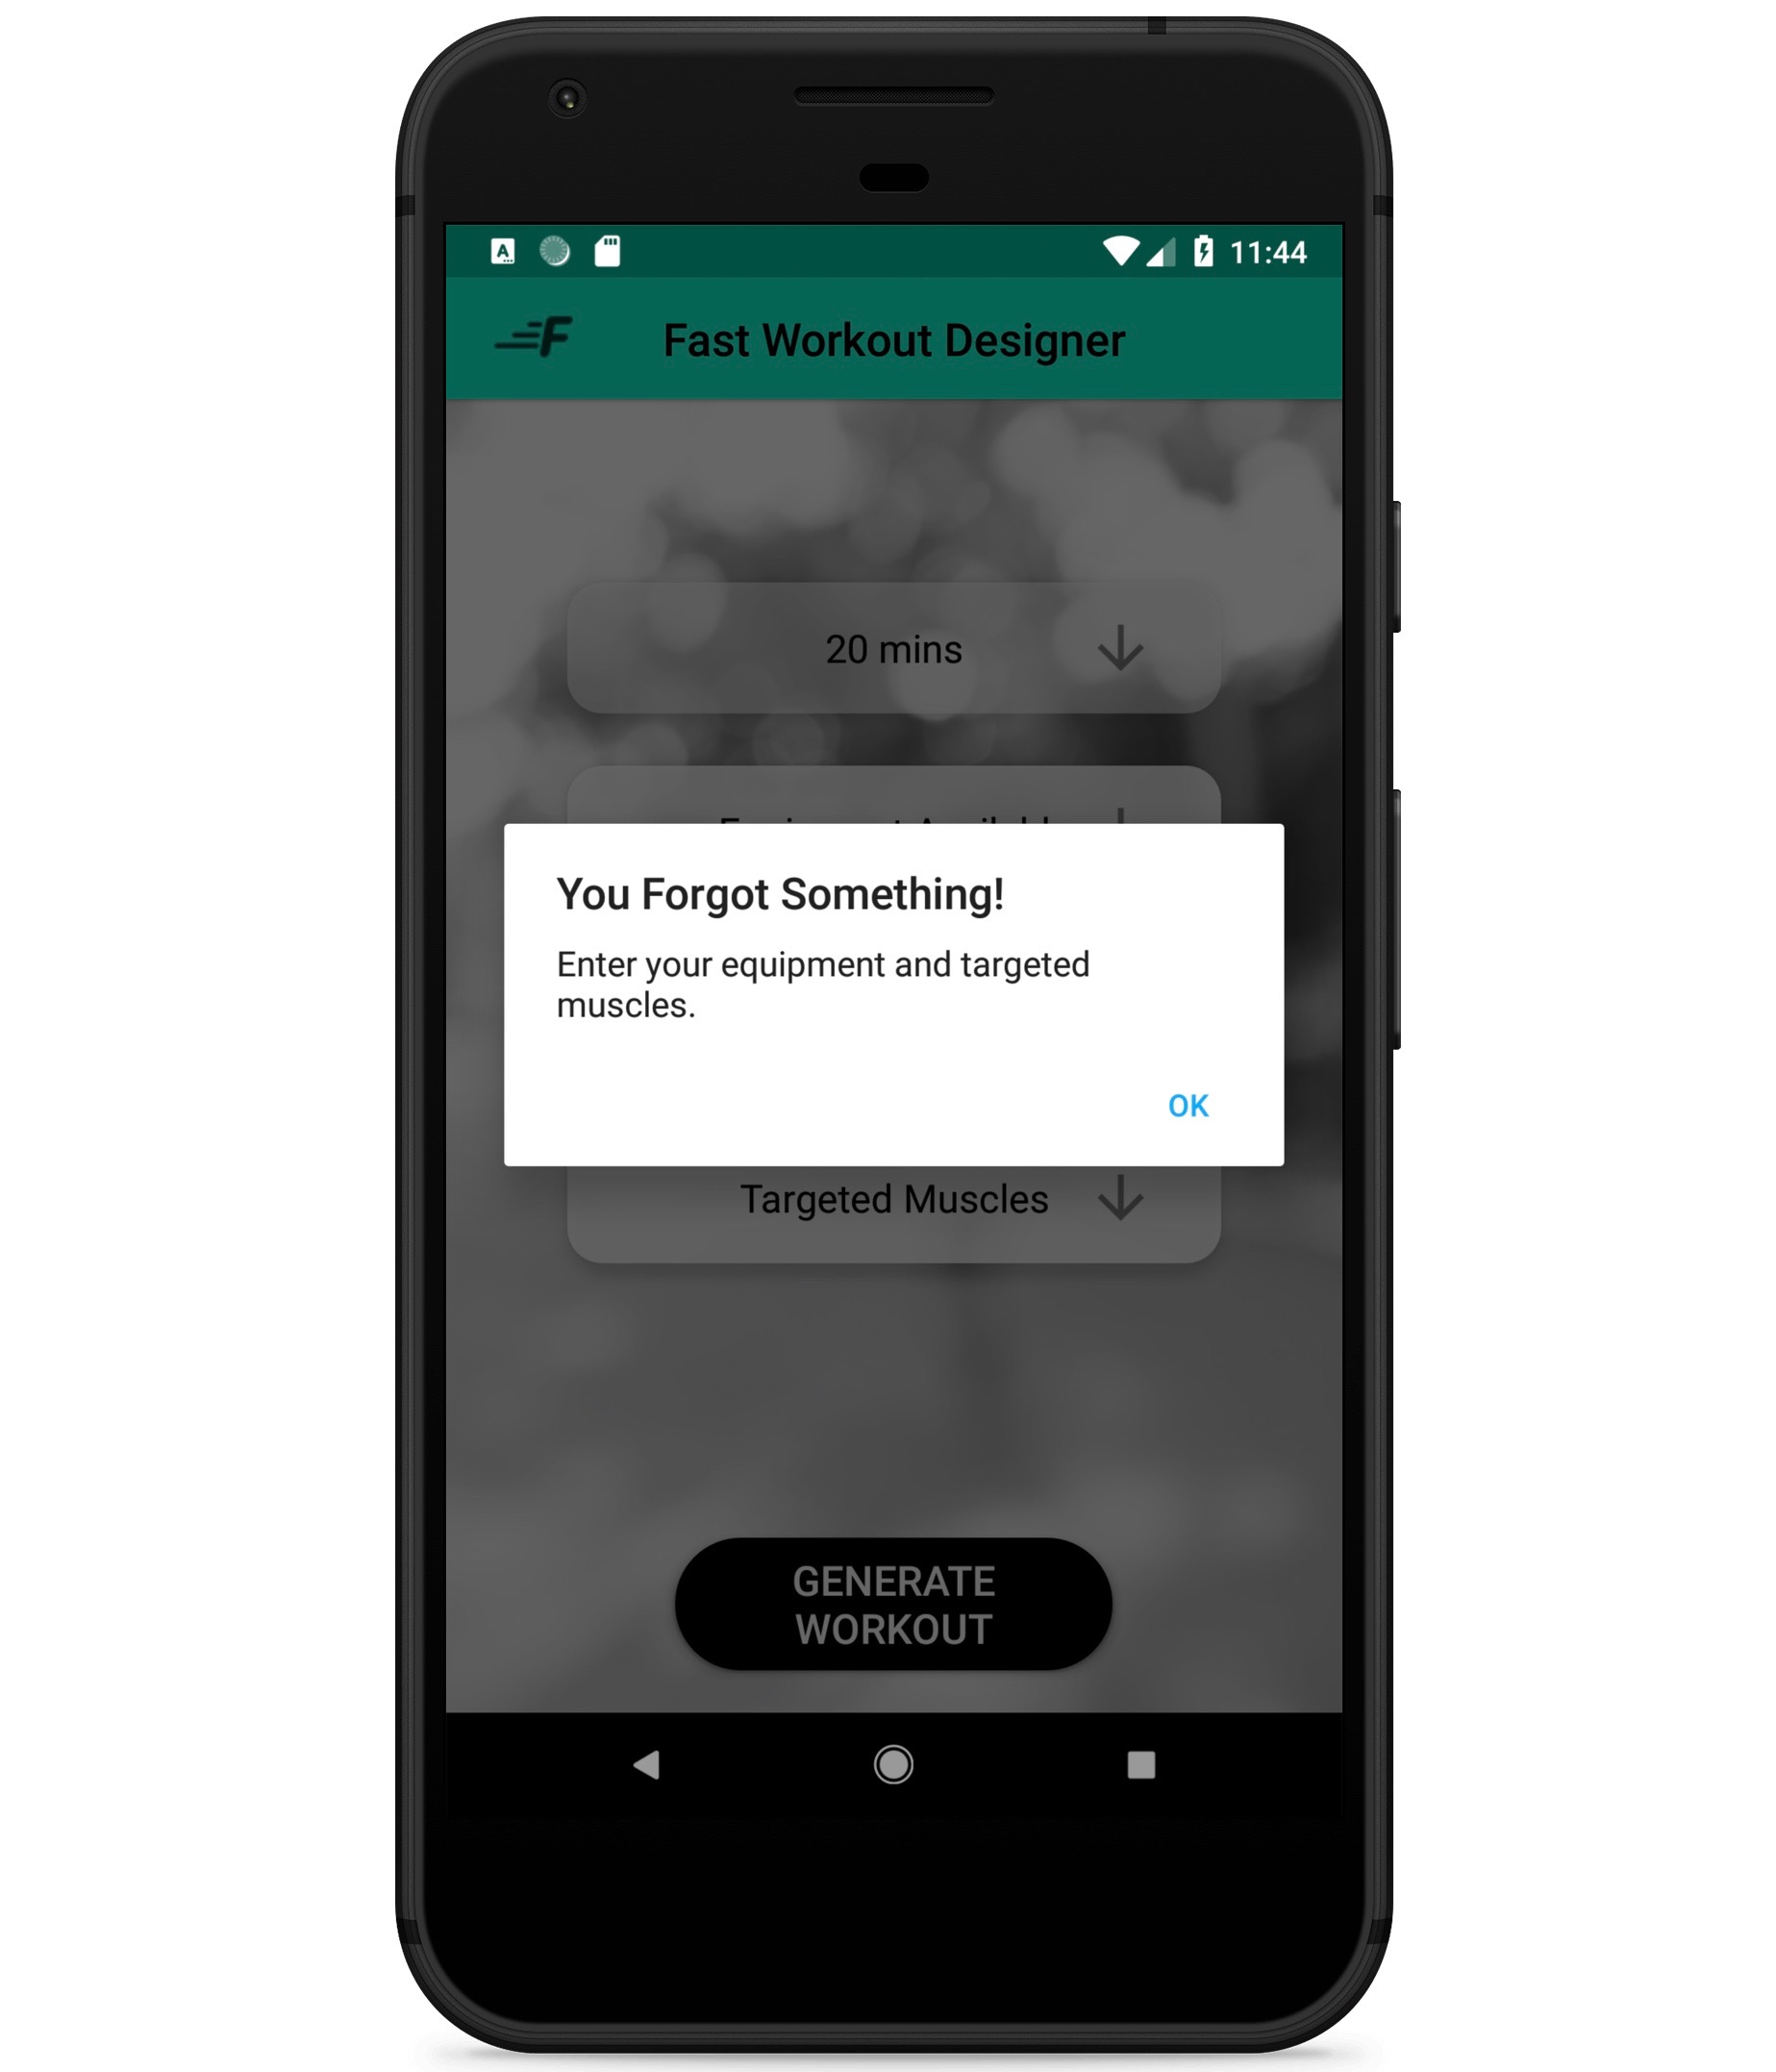 A
11:44
F
Fast Workout Designer
20 mins
You Forgot Something!
Enter your equipment and targeted
muscles.
OK
Targeted Muscles
GENERATE
WORKOUT